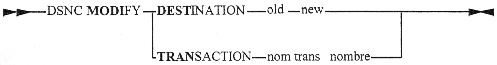 DSNC MODIFY DESTINATION old new
TRANSACTION nom trans nombre